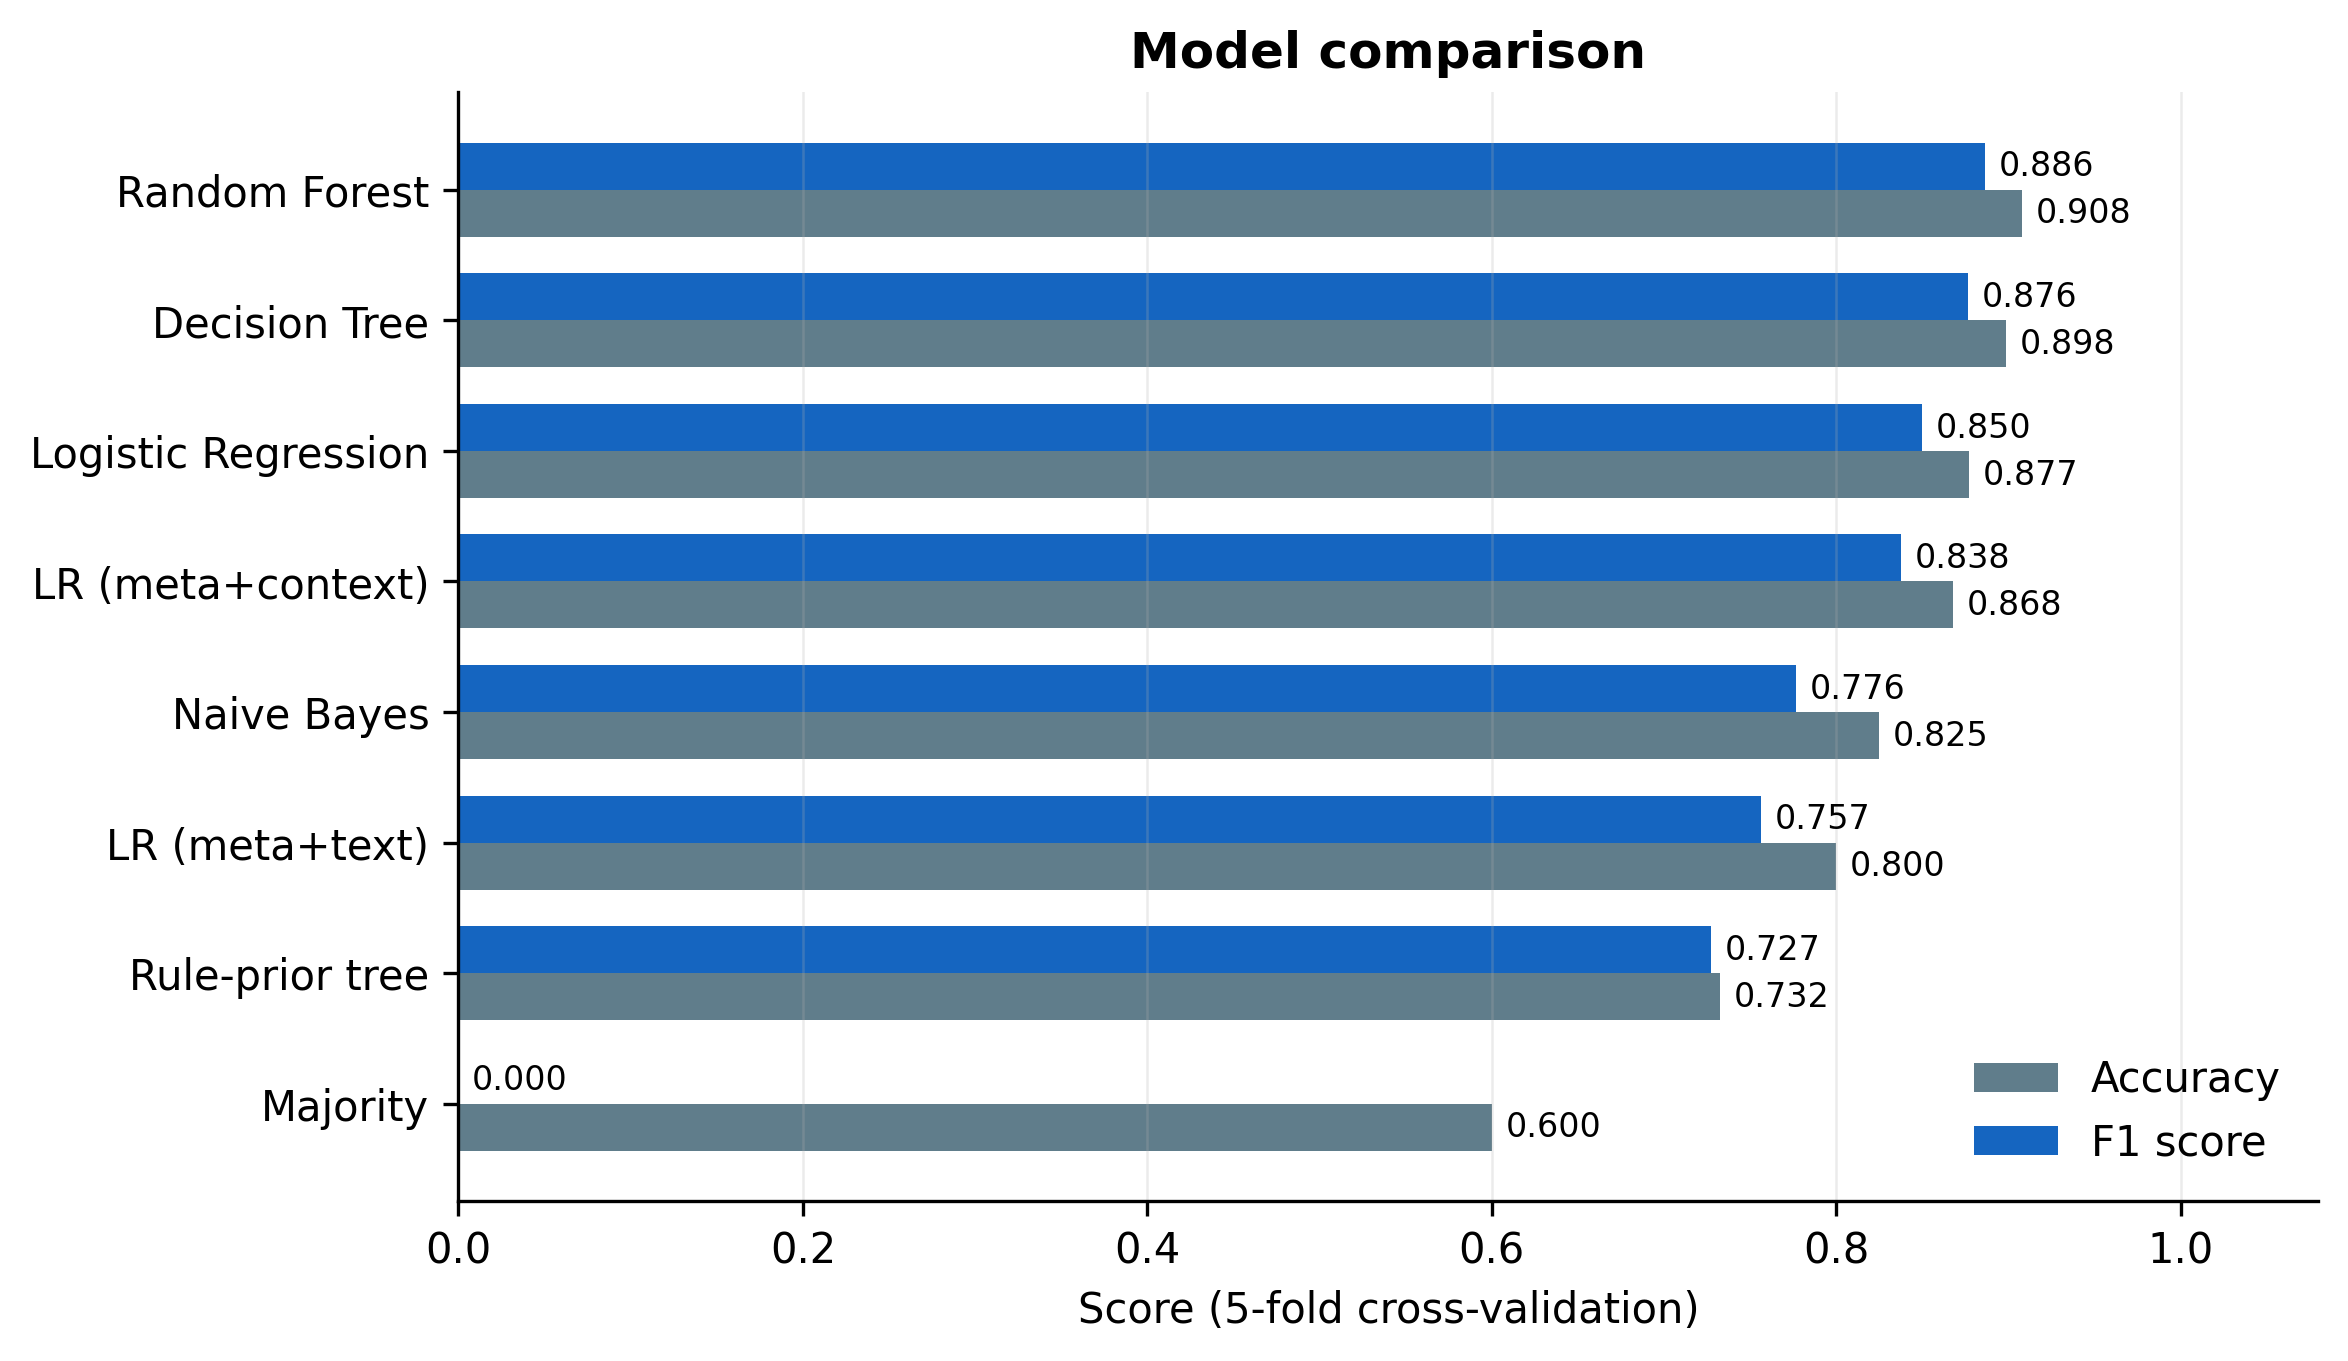 Model comparison
Random Forest
0.886
0.908
Decision Tree
0.876
0.898
Logistic Regression
0.850
0.877
LR (meta+context)
0.838
0.868
Naive Bayes
0.776
0.825
LR (meta+text)
0.757
0.800
Rule-prior tree
0.727
0.732
Majority
0.000
0.600
Accuracy
F1 score
0.0 0.2 0.4 0.6 0.8 1.0
Score (5-fold cross-validation)